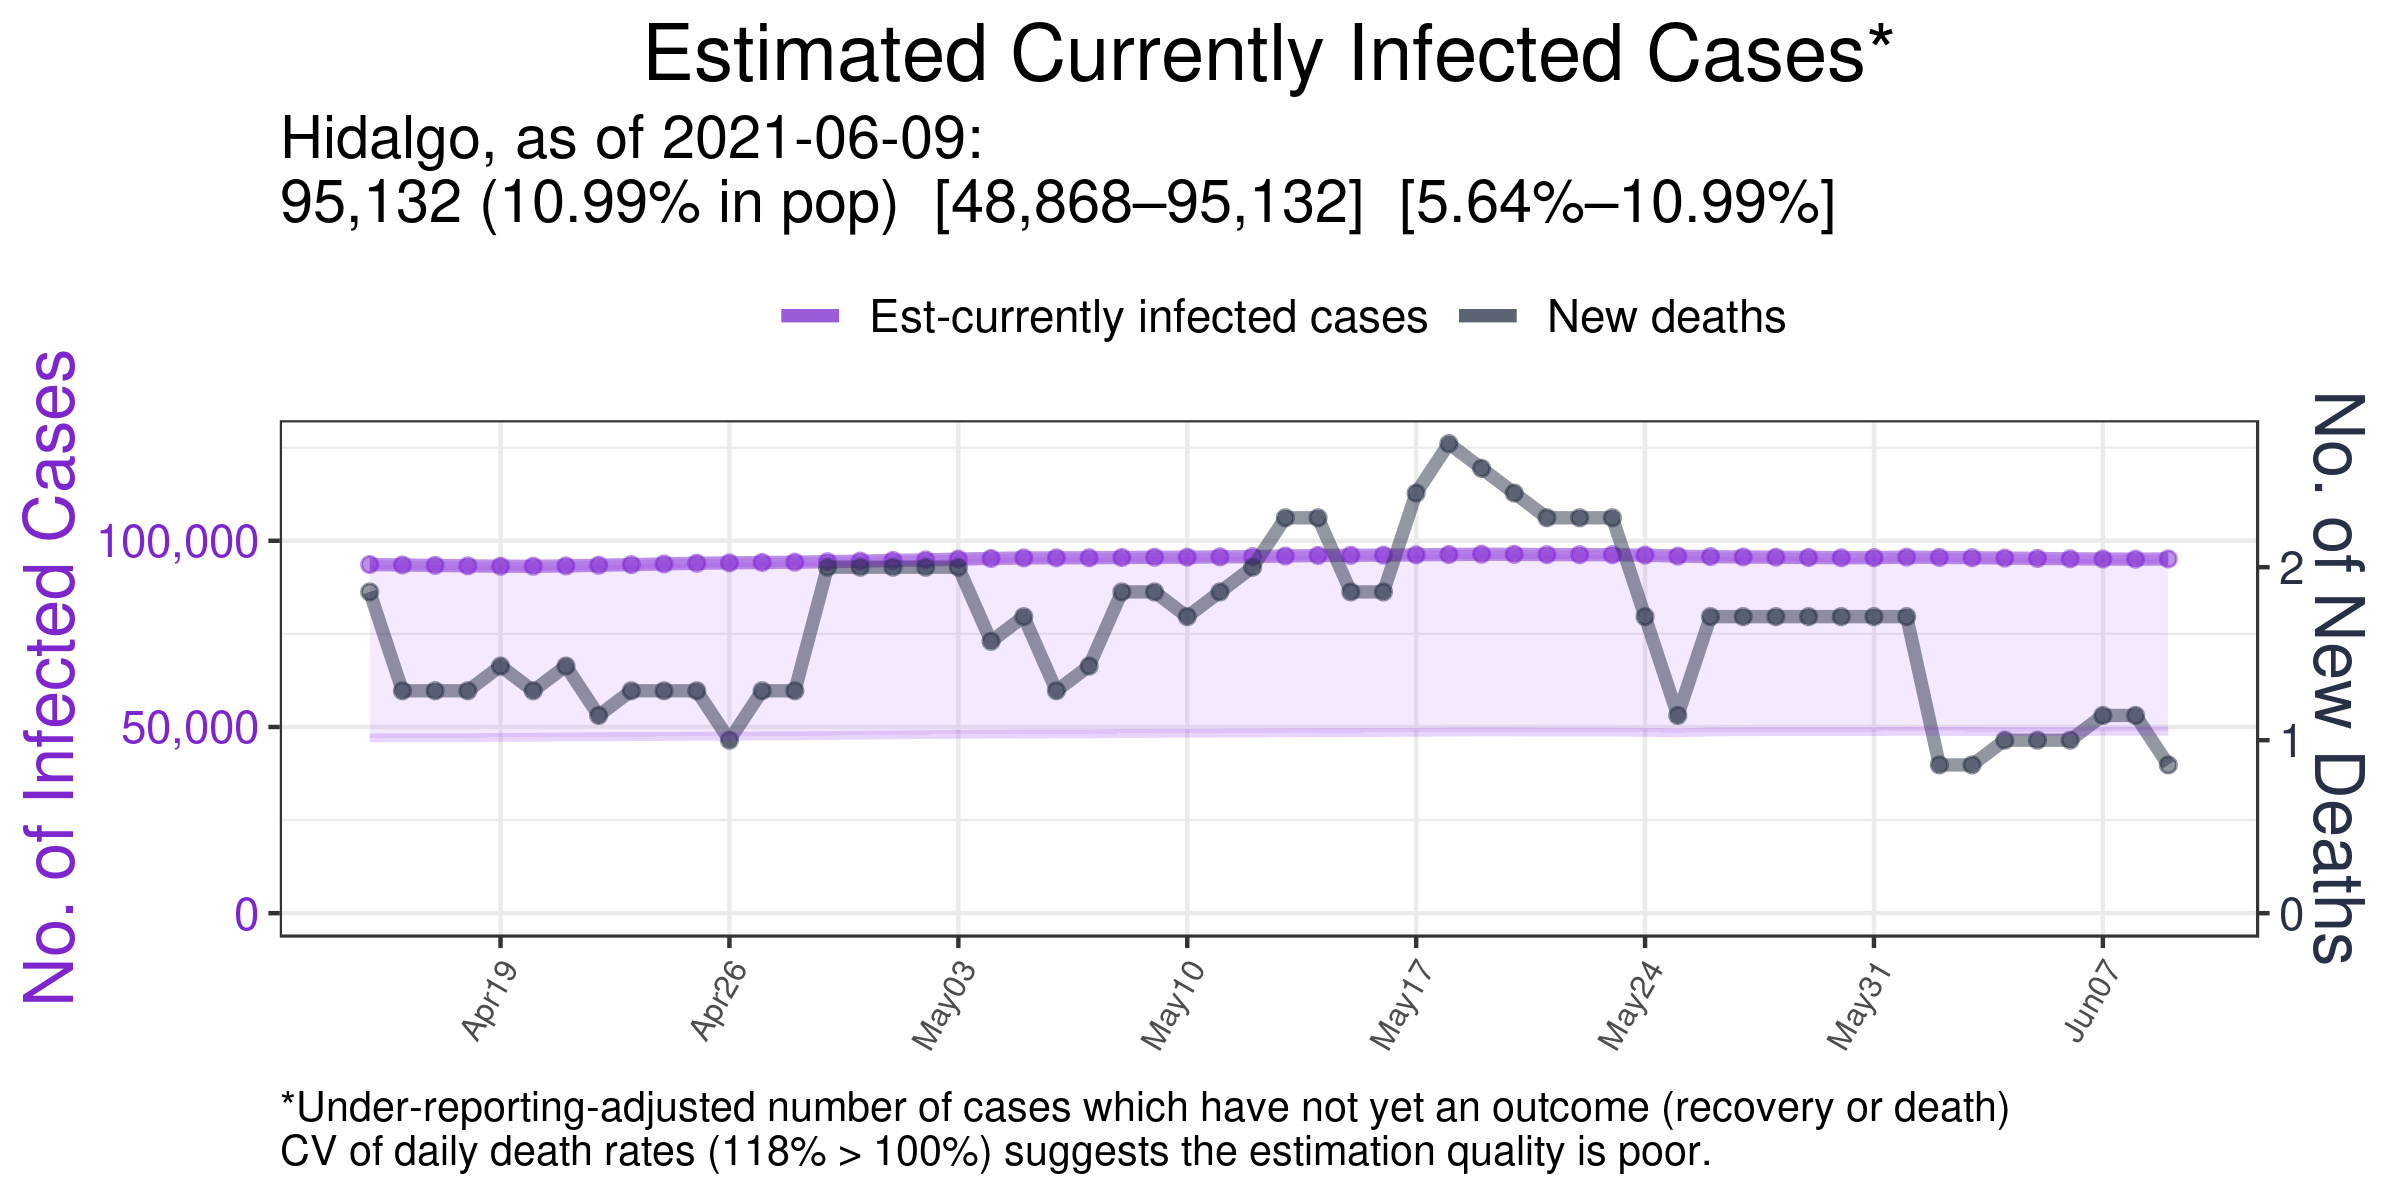 Estimated Currently Infected Cases*
Hidalgo, as of 2021-06-09:
95,132 (10.99% in pop)  [48,868–95,132]  [5.64%–10.99%]
Est-currently infected cases
New deaths
No. of Infected Cases
100,000
50,000
0
No. of New Deaths
2
1
0
Apr19
Apr26
May03
May10
May17
May24
May31
Jun07
*Under-reporting-adjusted number of cases which have not yet an outcome (recovery or death)
CV of daily death rates (118% > 100%) suggests the estimation quality is poor.